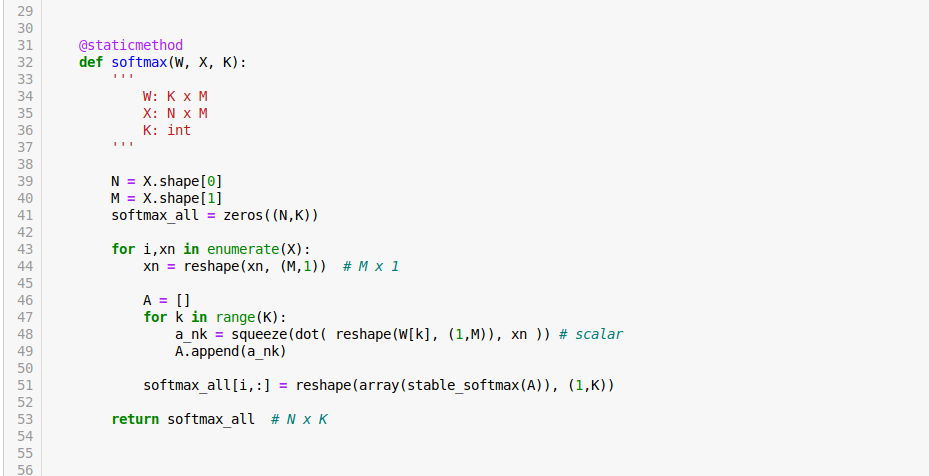 29
30
31 @staticmethod
32 def softmax(W, X, K):
33 '''
34 W: K x M
35 X: N x M
36 K: int
37 '''
38
39 N = X.shape[0]
40 M = X.shape[1]
41 softmax_all = zeros((N,K))
42
43 for i,xn in enumerate(X):
44 xn = reshape(xn, (M,1))  # M x 1
45
46 A = []
47 for k in range(K):
48 a_nk = squeeze(dot( reshape(W[k], (1,M)), xn )) # scalar
49 A.append(a_nk)
50
51 softmax_all[i,:] = reshape(array(stable_softmax(A)), (1,K))
52
53 return softmax_all  # N x K
54
55
56